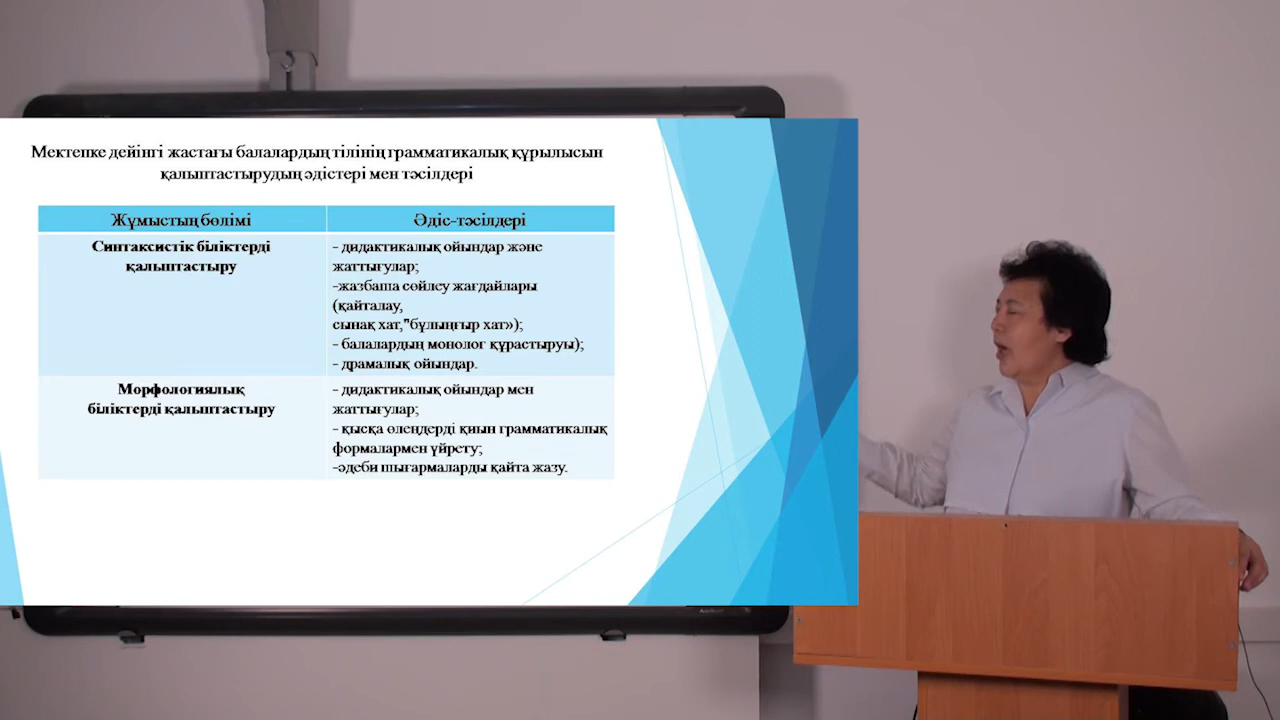 Мектепке дейінгі жастағы балалардың тілінің грамматикалық құрылысын
қалыптастырудың әдістері мен тәсілдері
Жұмыстың бөлімі
Әдіс-тәсілдері
Синтаксистік біліктерді
қалыптастыру
- дидактикалық ойындар және
жаттығулар;
-жазбаша сөйлеу жағдайлары
(қайталау,
сынақ хат,"бұлыңғыр хат»);
- балалардың монолог құрастыруы);
- драмалық ойындар.
Морфологиялық
біліктерді қалыптастыру
- дидактикалық ойындар мен
жаттығулар;
- қысқа өлеңдерді қиын грамматикалық
формалармен үйрету;
-әдеби шығармаларды қайта жазу.